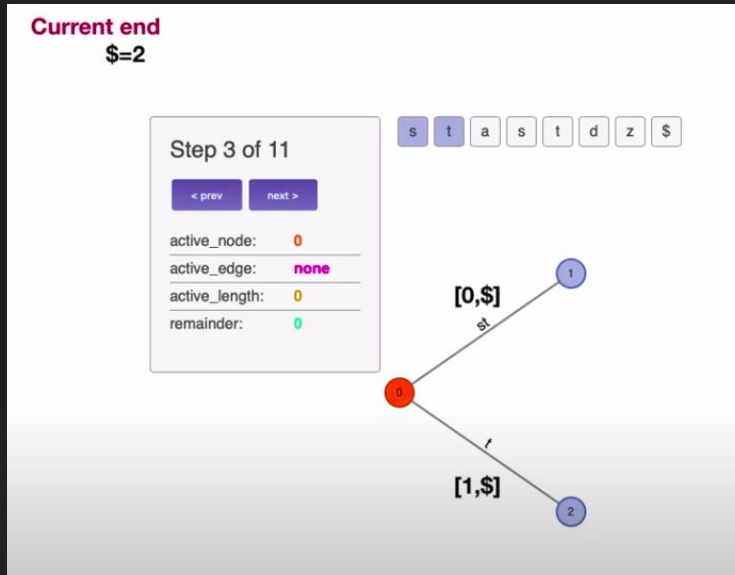 Current end
$=2
s t a s t d z $
Step 3 of 11
< prev next >
active_node: 0
active_edge: none
active_length: 0
remainder: 0
1
[0,$]
st
0
t
[1,$]
2